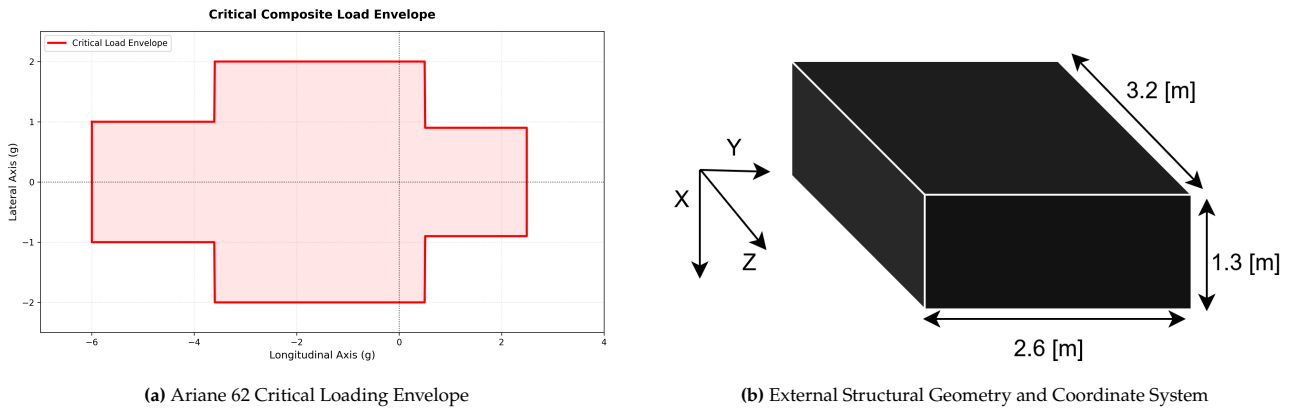 Critical Composite Load Envelope
Critical Load Envelope
Lateral Axis (g)
2
1
0
−1
−2
−6
−4
−2
0
2
4
Longitudinal Axis (g)
(a) Ariane 62 Critical Loading Envelope
3.2 [m]
Y
X
Z
1.3 [m]
2.6 [m]
(b) External Structural Geometry and Coordinate System